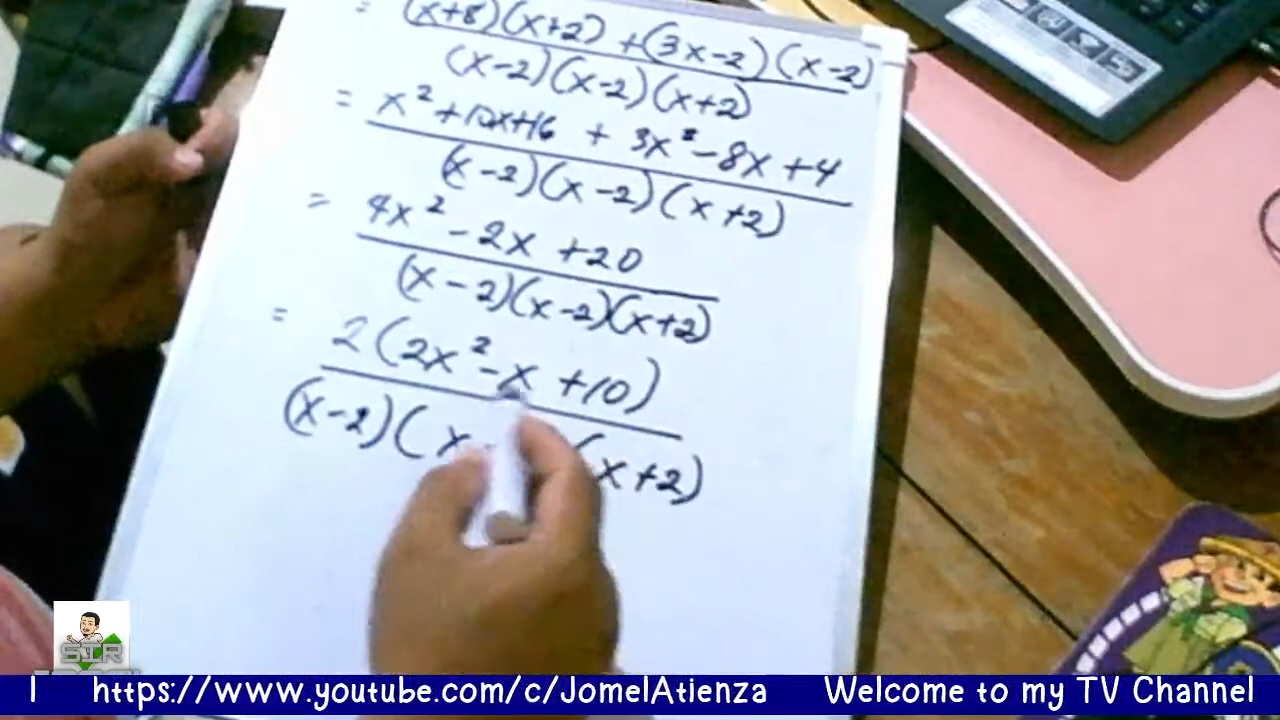 = (x+8)(x+2) + (3x-2)(x-2)
(x-2)(x-2)(x+2)
= x² + 10x+16 + 3x² - 8x + 4
(x-2)(x-2)(x+2)
= 4x² - 2x + 20
(x-2)(x-2)(x+2)
= 2(2x² - x + 10)
(x-2)(x (x+2)
SIR
https://www.youtube.com/c/JomelAtienza Welcome to my TV Channel